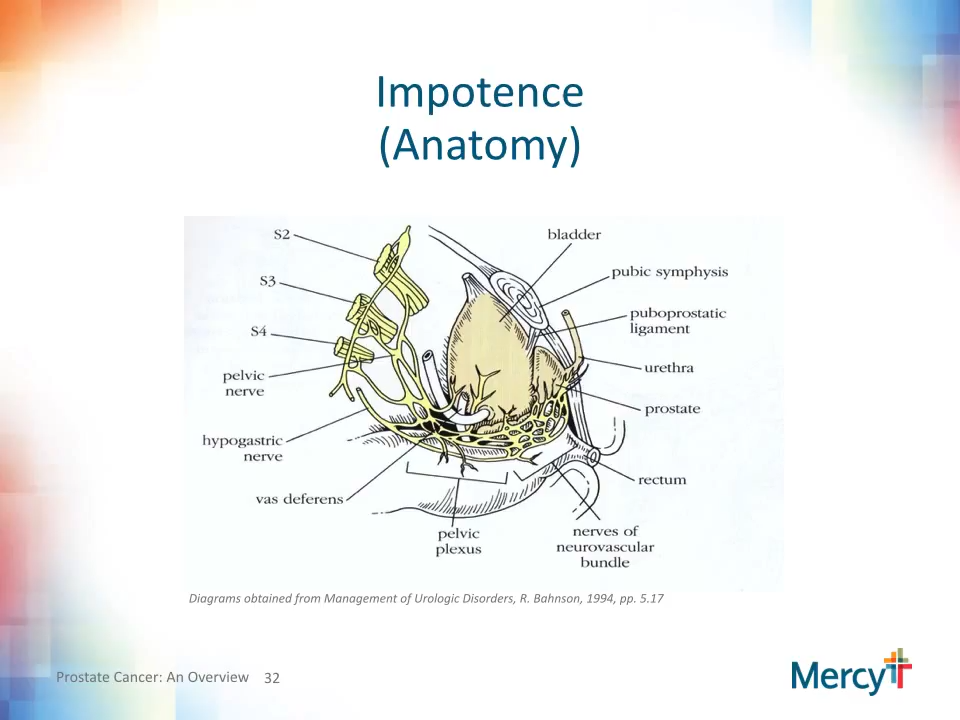 Impotence
(Anatomy)
S2
S3
S4
pelvic
nerve
hypogastric
nerve
vas deferens
bladder
pubic symphysis
puboprostatic
ligament
urethra
prostate
rectum
pelvic
plexus
nerves of
neurovascular
bundle
Diagrams obtained from Management of Urologic Disorders, R. Bahnson, 1994, pp. 5.17
Prostate Cancer: An Overview 32
Mercy